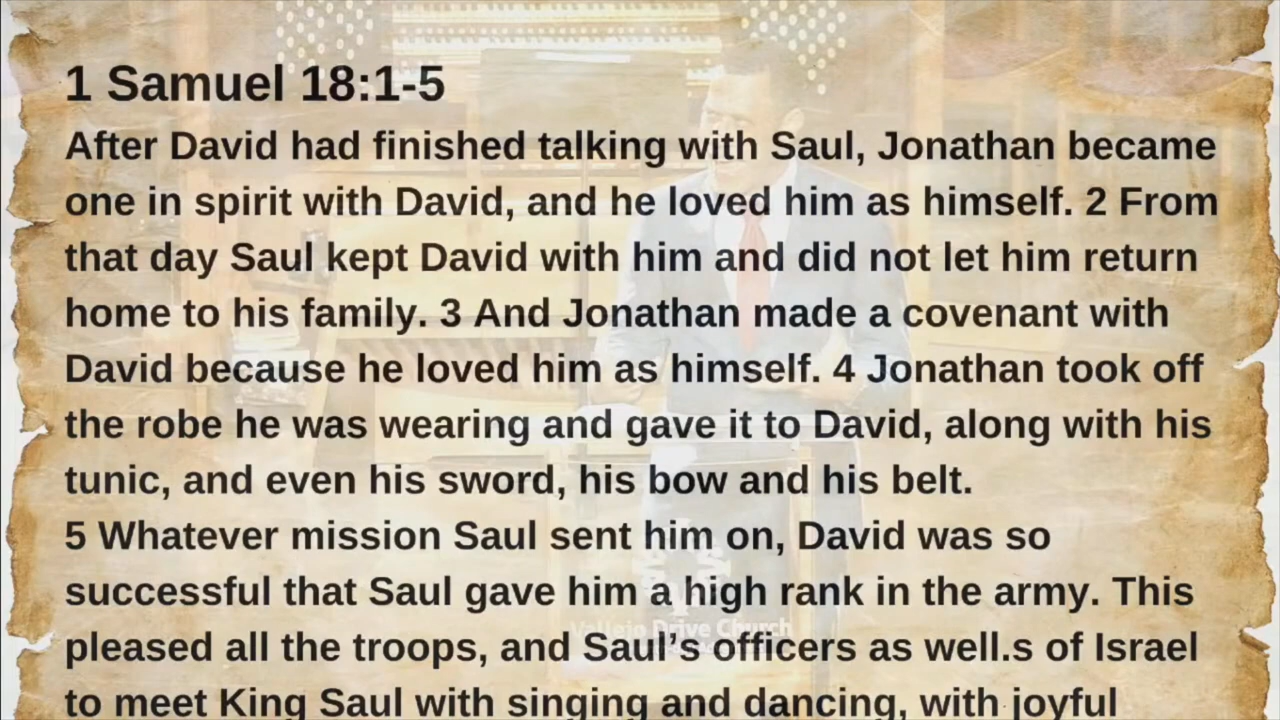 1 Samuel 18:1-5
After David had finished talking with Saul, Jonathan became
one in spirit with David, and he loved him as himself. 2 From
that day Saul kept David with him and did not let him return
home to his family. 3 And Jonathan made a covenant with
David because he loved him as himself. 4 Jonathan took off
the robe he was wearing and gave it to David, along with his
tunic, and even his sword, his bow and his belt.
5 Whatever mission Saul sent him on, David was so
successful that Saul gave him a high rank in the army. This
Vallejo Drive Church
pleased all the troops, and Saul’s officers as well.s of Israel
to meet King Saul with singing and dancing, with joyful